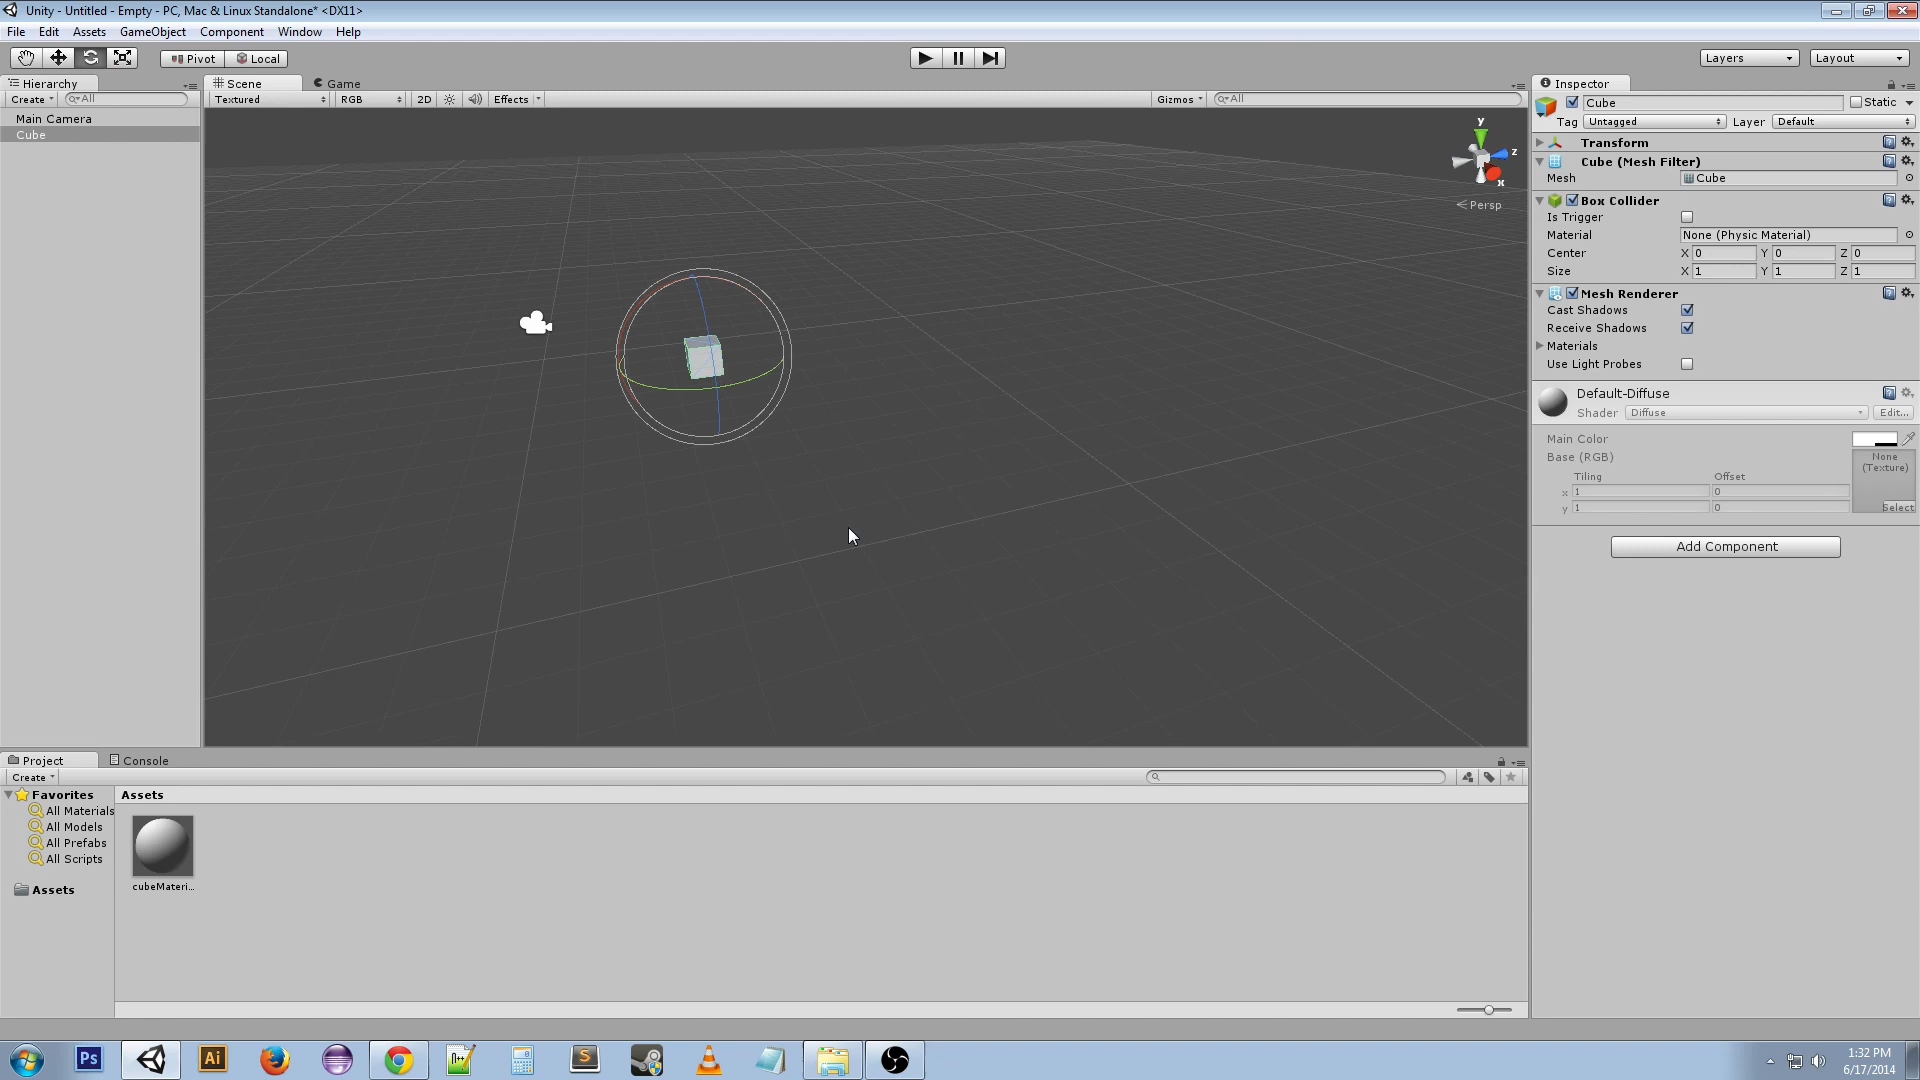 Unity - Untitled - Empty - PC, Mac & Linux Standalone* <DX11>
File Edit Assets GameObject Component Window Help
Pivot Local
Layers Layout
Hierarchy
Create All
Main Camera
Cube
Scene Game
Textured RGB 2D Effects Gizmos All
y
z
x
Persp
Inspector
Cube Static
Tag Untagged Layer Default
Transform
Cube (Mesh Filter)
Mesh Cube
Box Collider
Is Trigger
Material None (Physic Material)
Center X 0 Y 0 Z 0
Size X 1 Y 1 Z 1
Mesh Renderer
Cast Shadows
Receive Shadows
Materials
Use Light Probes
Default-Diffuse
Shader Diffuse Edit...
Main Color
Base (RGB) None
(Texture)
Tiling Offset
x 1 0
y 1 0 Select
Add Component
Project Console
Create
Favorites
All Materials
All Models
All Prefabs
All Scripts
Assets
Assets
cubeMateri...
Ps Ai S
1:32 PM
6/17/2014